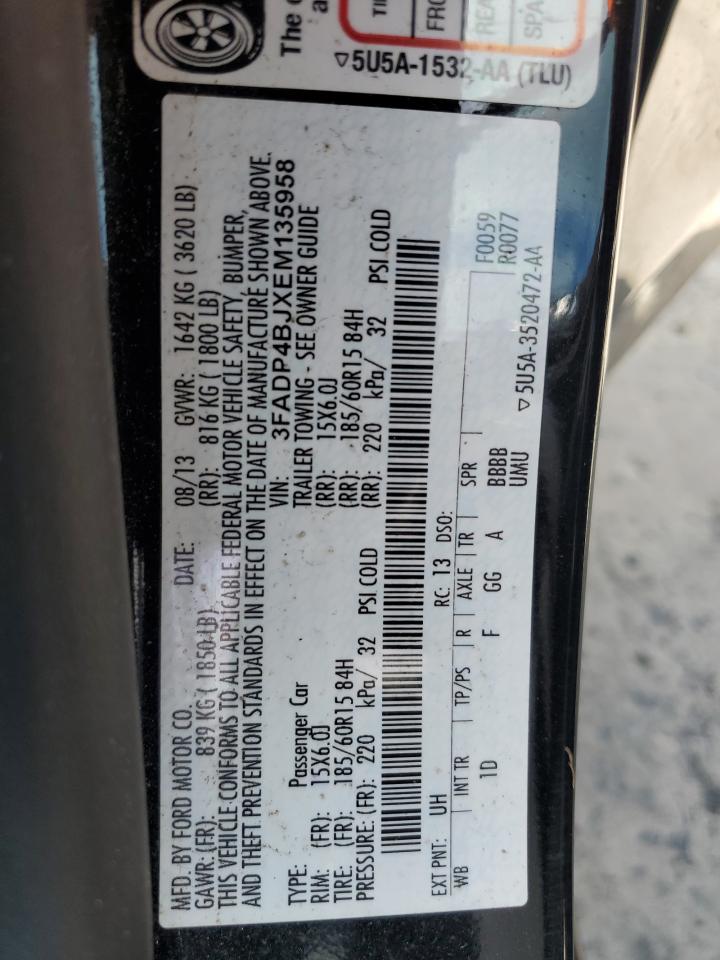 The
a
TI
FRO
REA
SPA
▽5U5A-1532-AA (TLU)
MFD. BY FORD MOTOR CO. DATE: 08/13 GVWR: 1642 KG ( 3620 LB)
GAWR:(FR): 839 KG ( 1850 LB) (RR): 816 KG ( 1800 LB)
THIS VEHICLE CONFORMS TO ALL APPLICABLE FEDERAL MOTOR VEHICLE SAFETY, BUMPER,
AND THEFT PREVENTION STANDARDS IN EFFECT ON THE DATE OF MANUFACTURE SHOWN ABOVE.
VIN: 3FADP4BJXEM135958
TYPE: Passenger Car TRAILER TOWING - SEE OWNER GUIDE
RIM: (FR): 15X6.0J (RR): 15X6.0J
TIRE: (FR): 185/60R15 84H (RR): 185/60R15 84H
PRESSURE: (FR): 220 kPa/ 32 PSI COLD (RR): 220 kPa/ 32 PSI COLD
EXT PNT: UH RC: 13 DSO: F0059
WB INT TR TP/PS R AXLE TR SPR R0077
1D F GG A BBBB
UMU
▽5U5A-3520472-AA